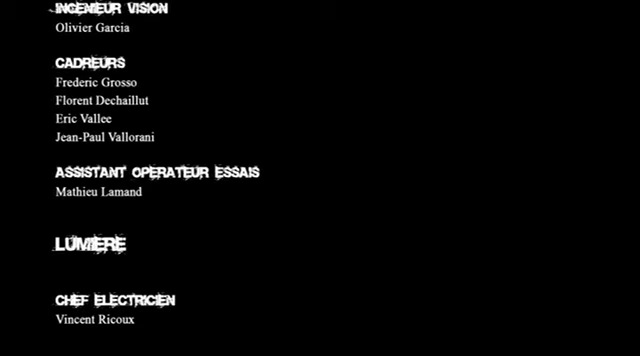 INGENIEUR VISION
Olivier Garcia
CADREURS
Frederic Grosso
Florent Dechaillut
Eric Vallee
Jean-Paul Vallorani
ASSISTANT OPERATEUR ESSAIS
Mathieu Lamand
LUMIERE
CHEF ELECTRICIEN
Vincent Ricoux